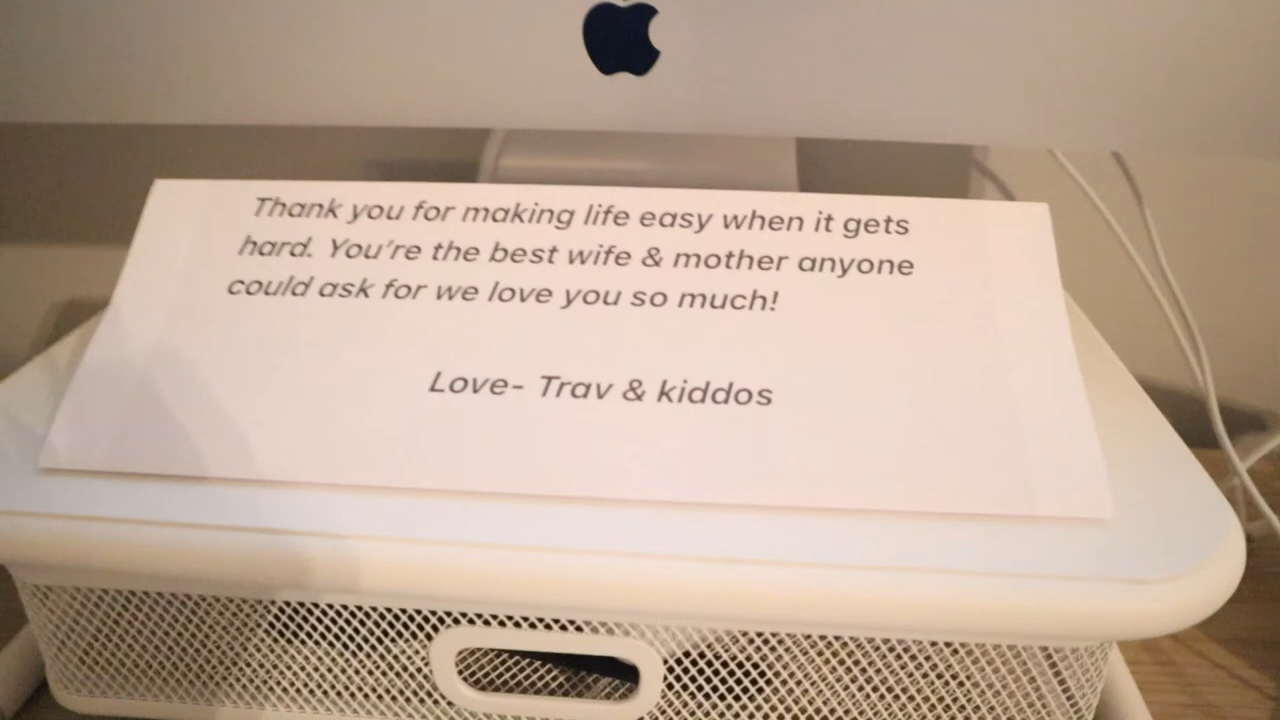 Thank you for making life easy when it gets
hard. You're the best wife & mother anyone
could ask for we love you so much!
Love- Trav & kiddos